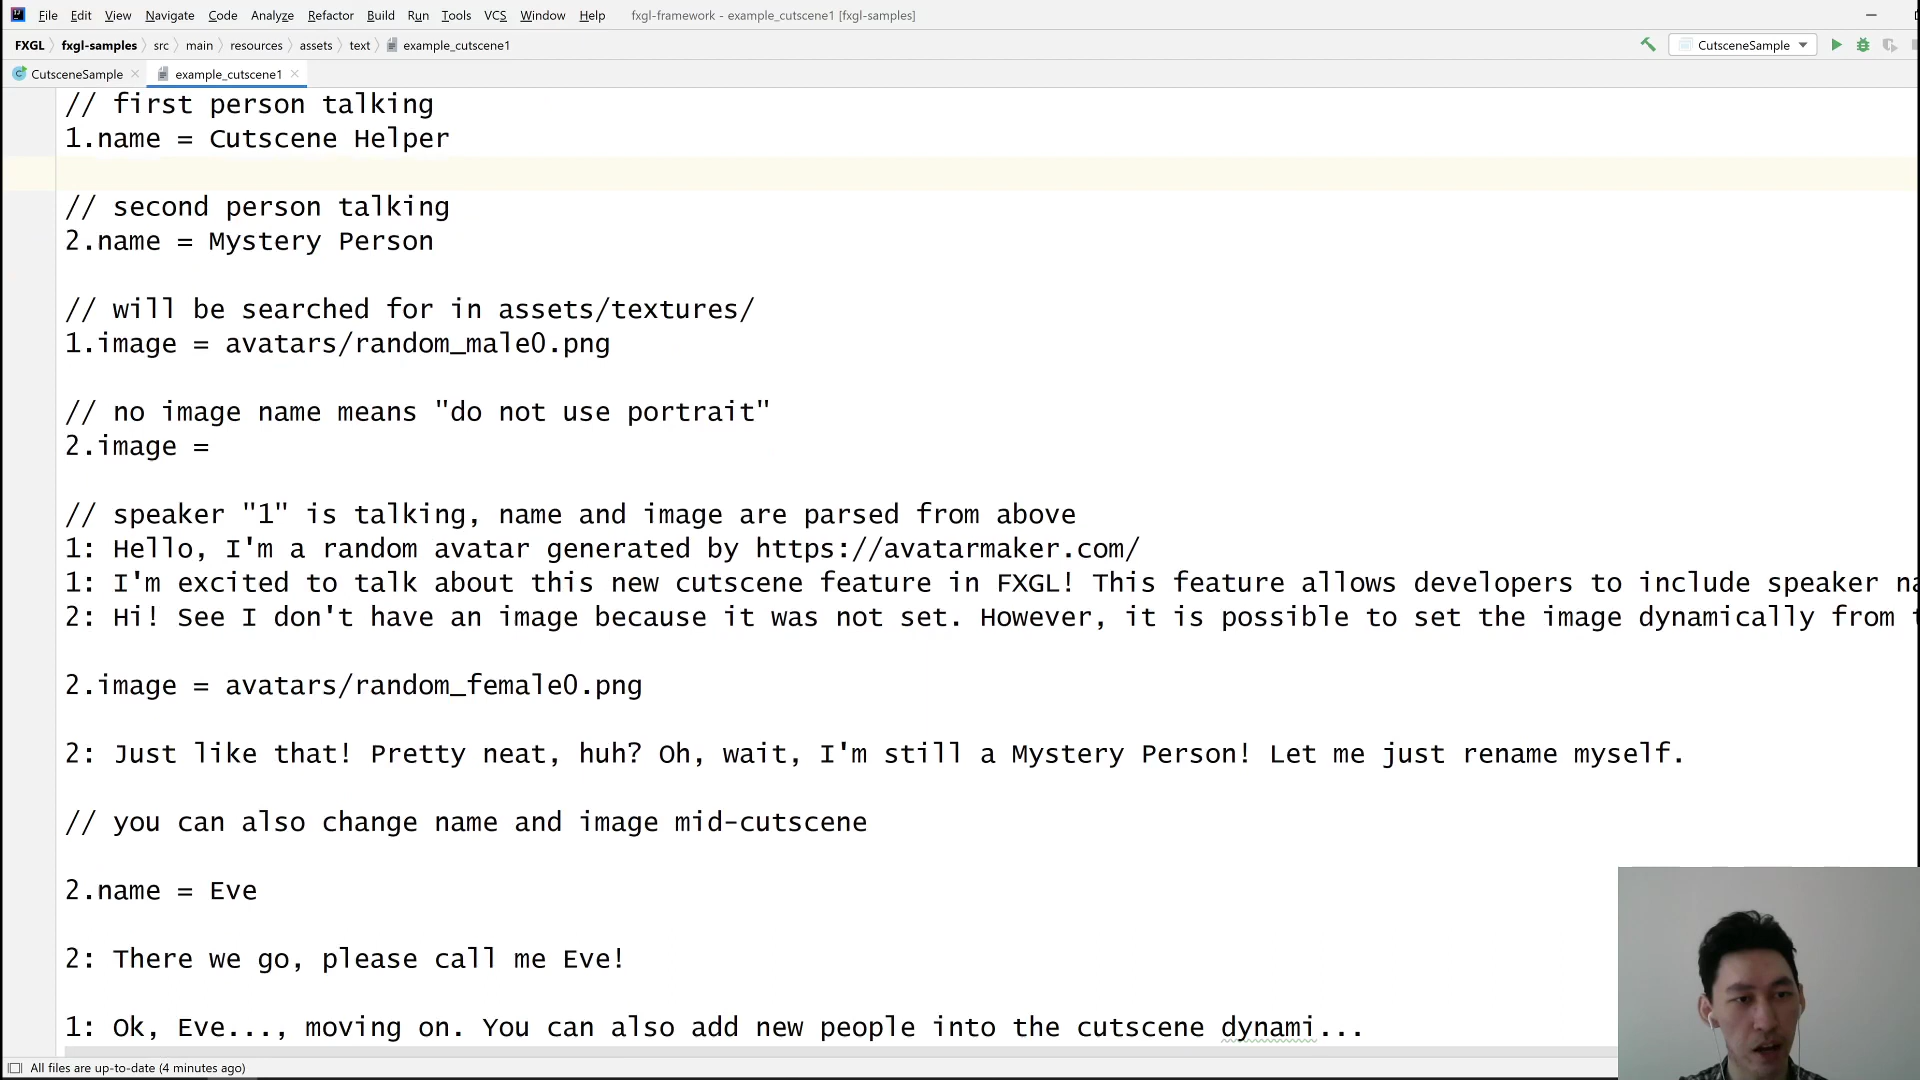 File Edit View Navigate Code Analyze Refactor Build Run Tools VCS Window Help fxgl-framework - example_cutscene1 [fxgl-samples]
FXGL fxgl-samples src main resources assets text example_cutscene1 CutsceneSample
CutsceneSample example_cutscene1
// first person talking
1.name = Cutscene Helper
// second person talking
2.name = Mystery Person
// will be searched for in assets/textures/
1.image = avatars/random_male0.png
// no image name means "do not use portrait"
2.image =
// speaker "1" is talking, name and image are parsed from above
1: Hello, I'm a random avatar generated by https://avatarmaker.com/
1: I'm excited to talk about this new cutscene feature in FXGL! This feature allows developers to include speaker
2: Hi! See I don't have an image because it was not set. However, it is possible to set the image dynamically from
2.image = avatars/random_female0.png
2: Just like that! Pretty neat, huh? Oh, wait, I'm still a Mystery Person! Let me just rename myself.
// you can also change name and image mid-cutscene
2.name = Eve
2: There we go, please call me Eve!
1: Ok, Eve..., moving on. You can also add new people into the cutscene dynami...
All files are up-to-date (4 minutes ago)